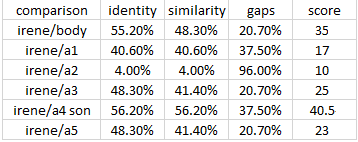 comparison identity similarity gaps score
irene/body 55.20% 48.30% 20.70% 35
irene/a1 40.60% 40.60% 37.50% 17
irene/a2 4.00% 4.00% 96.00% 10
irene/a3 48.30% 41.40% 20.70% 25
irene/a4 son 56.20% 56.20% 37.50% 40.5
irene/a5 48.30% 41.40% 20.70% 23